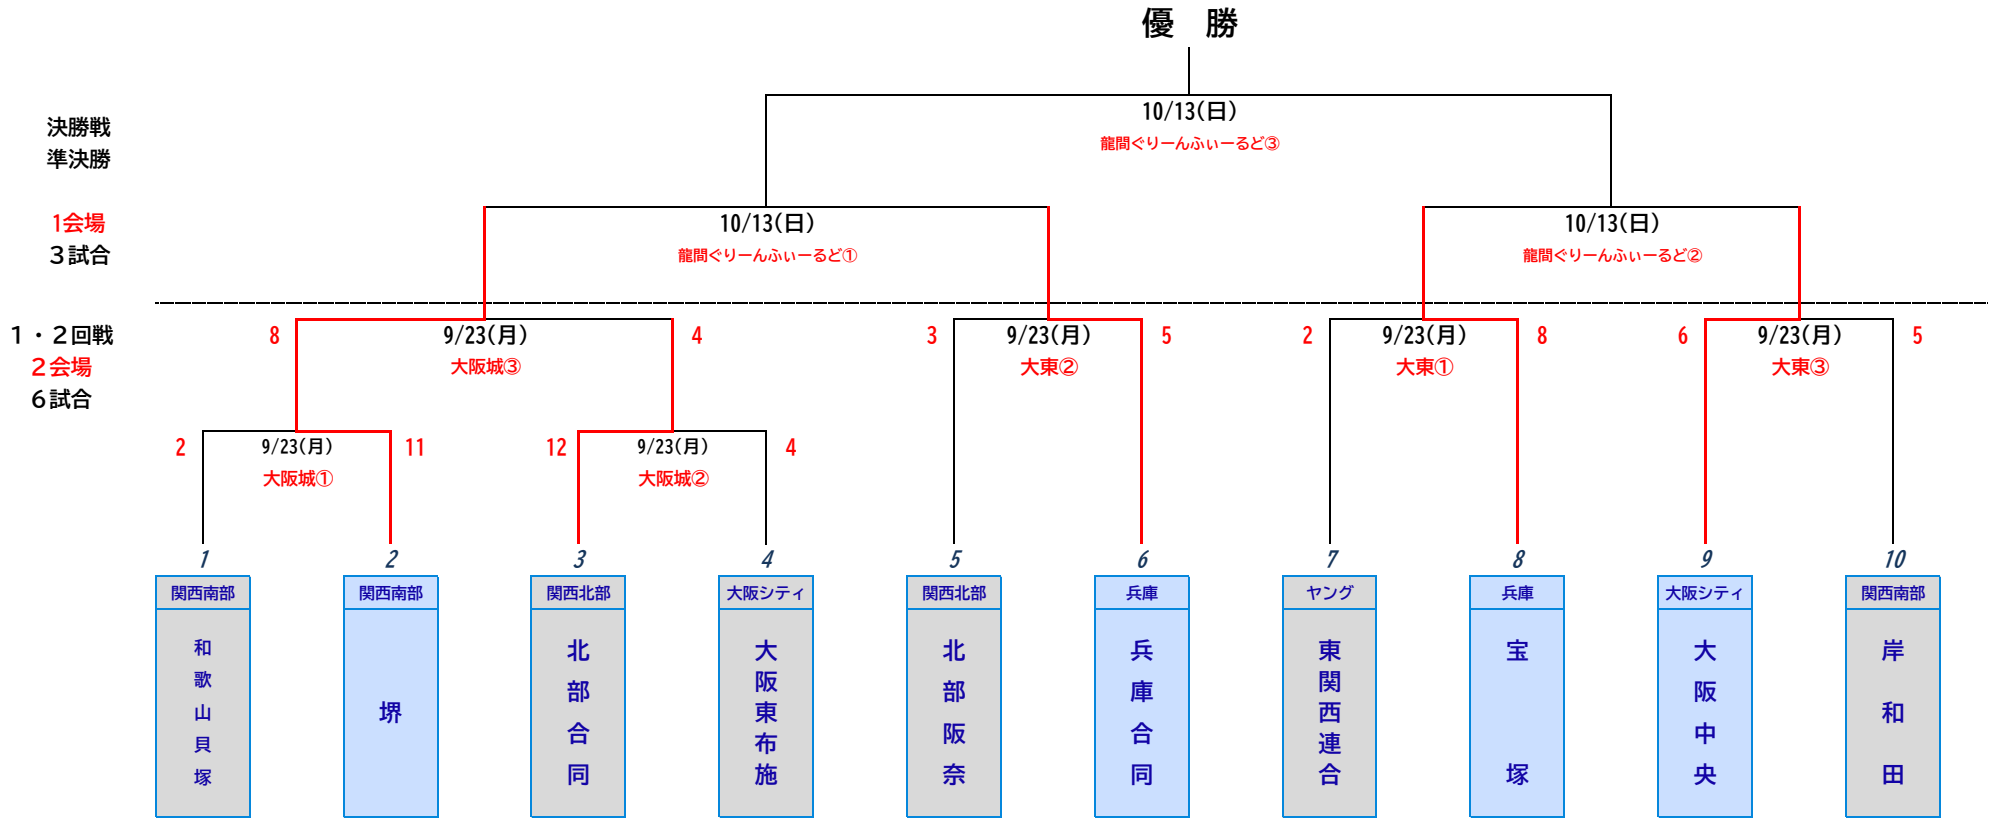 優　勝
10/13(日)
龍間ぐりーんふぃーるど③
決勝戦
準決勝
1会場
３試合
10/13(日)
龍間ぐりーんふぃーるど①
10/13(日)
龍間ぐりーんふぃーるど②
１・２回戦
２会場
６試合
8 9/23(月) 4
大阪城③
3 9/23(月) 5
大東②
2 9/23(月) 8
大東①
6 9/23(月) 5
大東③
2 9/23(月) 11
大阪城①
12 9/23(月) 4
大阪城②
1 2 3 4 5 6 7 8 9 10
関西南部 関西南部 関西北部 大阪シティ 関西北部 兵庫 ヤング 兵庫 大阪シティ 関西南部
和歌山貝塚
堺
北部合同
大阪東布施
北部阪奈
兵庫合同
東関西連合
宝塚
大阪中央
岸和田